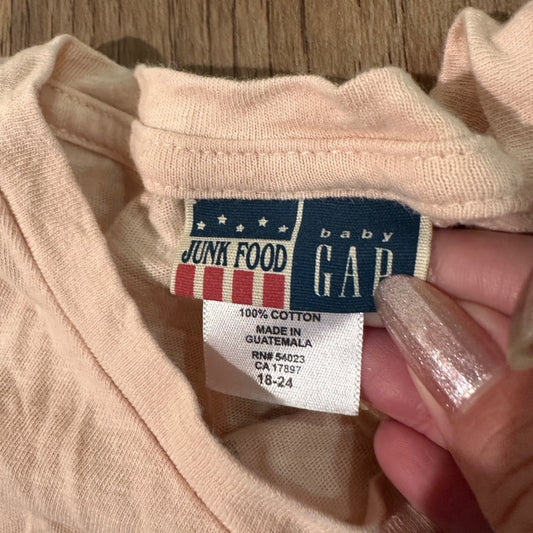 JUNK FOOD
baby
GAP
100% COTTON
MADE IN
GUATEMALA
RN# 54023
CA 17897
18-24